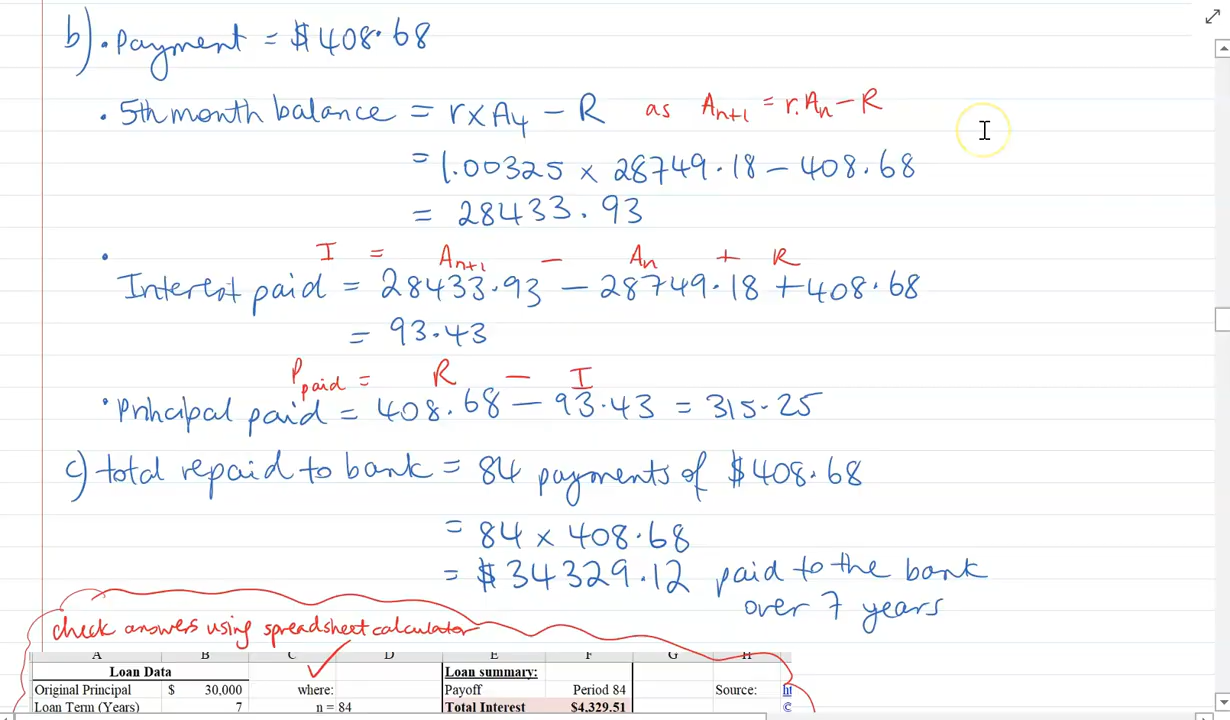 b) • Payment = $408.68
• 5th month balance = r x A4 - R as An+1 = r.An - R
= 1.00325 x 28749.18 - 408.68
= 28433.93
• I = An+1 - An + R
Interest paid = 28433.93 - 28749.18 + 408.68
= 93.43
Ppaid = R - I
• Principal paid = 408.68 - 93.43 = 315.25
c) total repaid to bank = 84 payments of $408.68
= 84 x 408.68
= $34329.12 paid to the bank
over 7 years
check answers using spreadsheet calculator
A B C D E F G H
Loan Data Loan summary:
Original Principal $ 30,000 where: Payoff Period 84 Source: ht
Loan Term (Years) 7 n = 84 Total Interest $4,329.51 ©